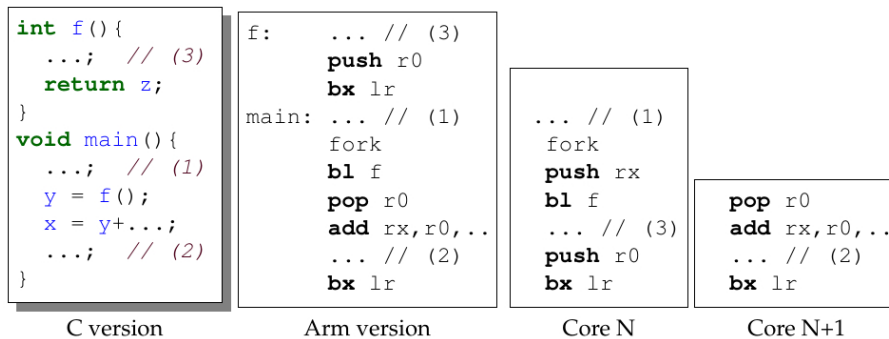 int f(){
...; // (3)
return z;
}
void main(){
...; // (1)
y = f();
x = y+...;
...; // (2)
}
C version
f: ... // (3)
push r0
bx lr
main: ... // (1)
fork
bl f
pop r0
add rx,r0,..
... // (2)
bx lr
Arm version
... // (1)
fork
push rx
bl f
... // (3)
push r0
bx lr
Core N
pop r0
add rx,r0,..
... // (2)
bx lr
Core N+1